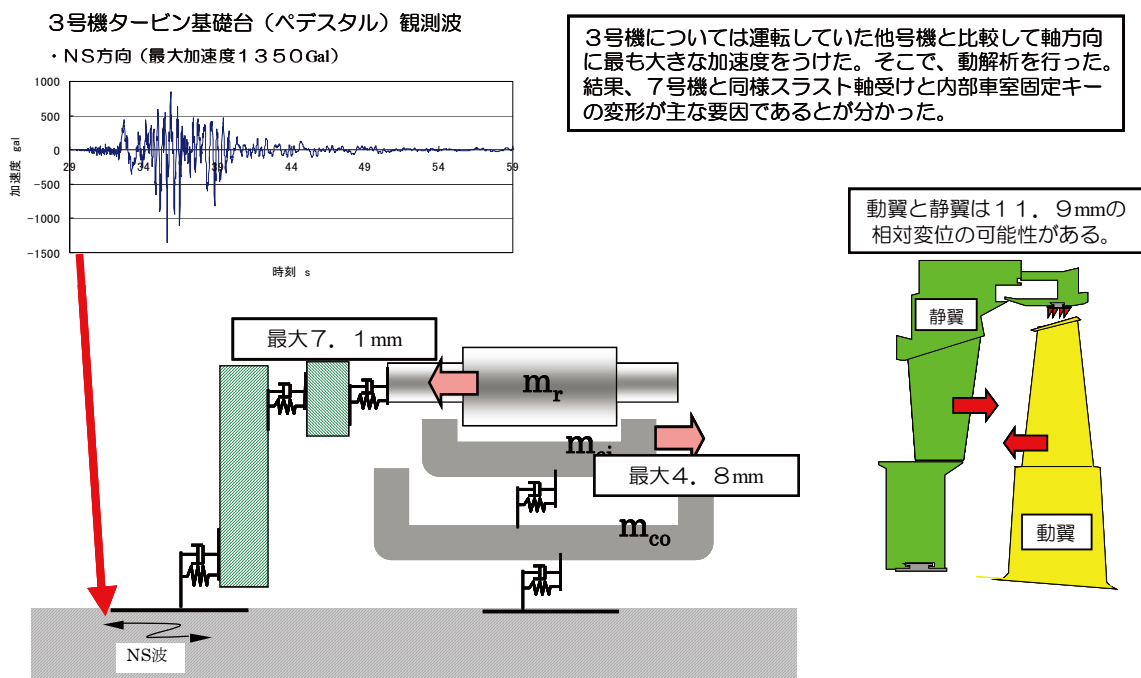 ３号機タービン基礎台（ペデスタル）観測波
・ＮＳ方向（最大加速度１３５０Gal）
1000
500
0
-500
-1000
-1500
29
34
39
44
49
54
59
加速度 gal
時刻 s
３号機については運転していた他号機と比較して軸方向
に最も大きな加速度をうけた。そこで、動解析を行った。
結果、７号機と同様スラスト軸受けと内部車室固定キー
の変形が主な要因であるとが分かった。
動翼と静翼は１１．９mmの
相対変位の可能性がある。
静翼
動翼
最大７．１mm
mr
最大４．８mm
mco
NS波